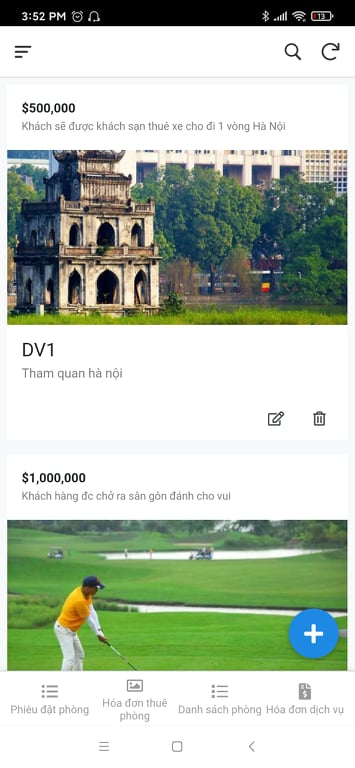 3:52 PM
13
$500,000
Khách sẽ được khách sạn thuê xe cho đi 1 vòng Hà Nội
DV1
Tham quan hà nội
$1,000,000
Khách hàng đc chở ra sân gôn đánh cho vui
Phiêu đặt phòng
Hóa đơn thuê
phòng
Danh sách phòng
Hóa đơn dịch vụ